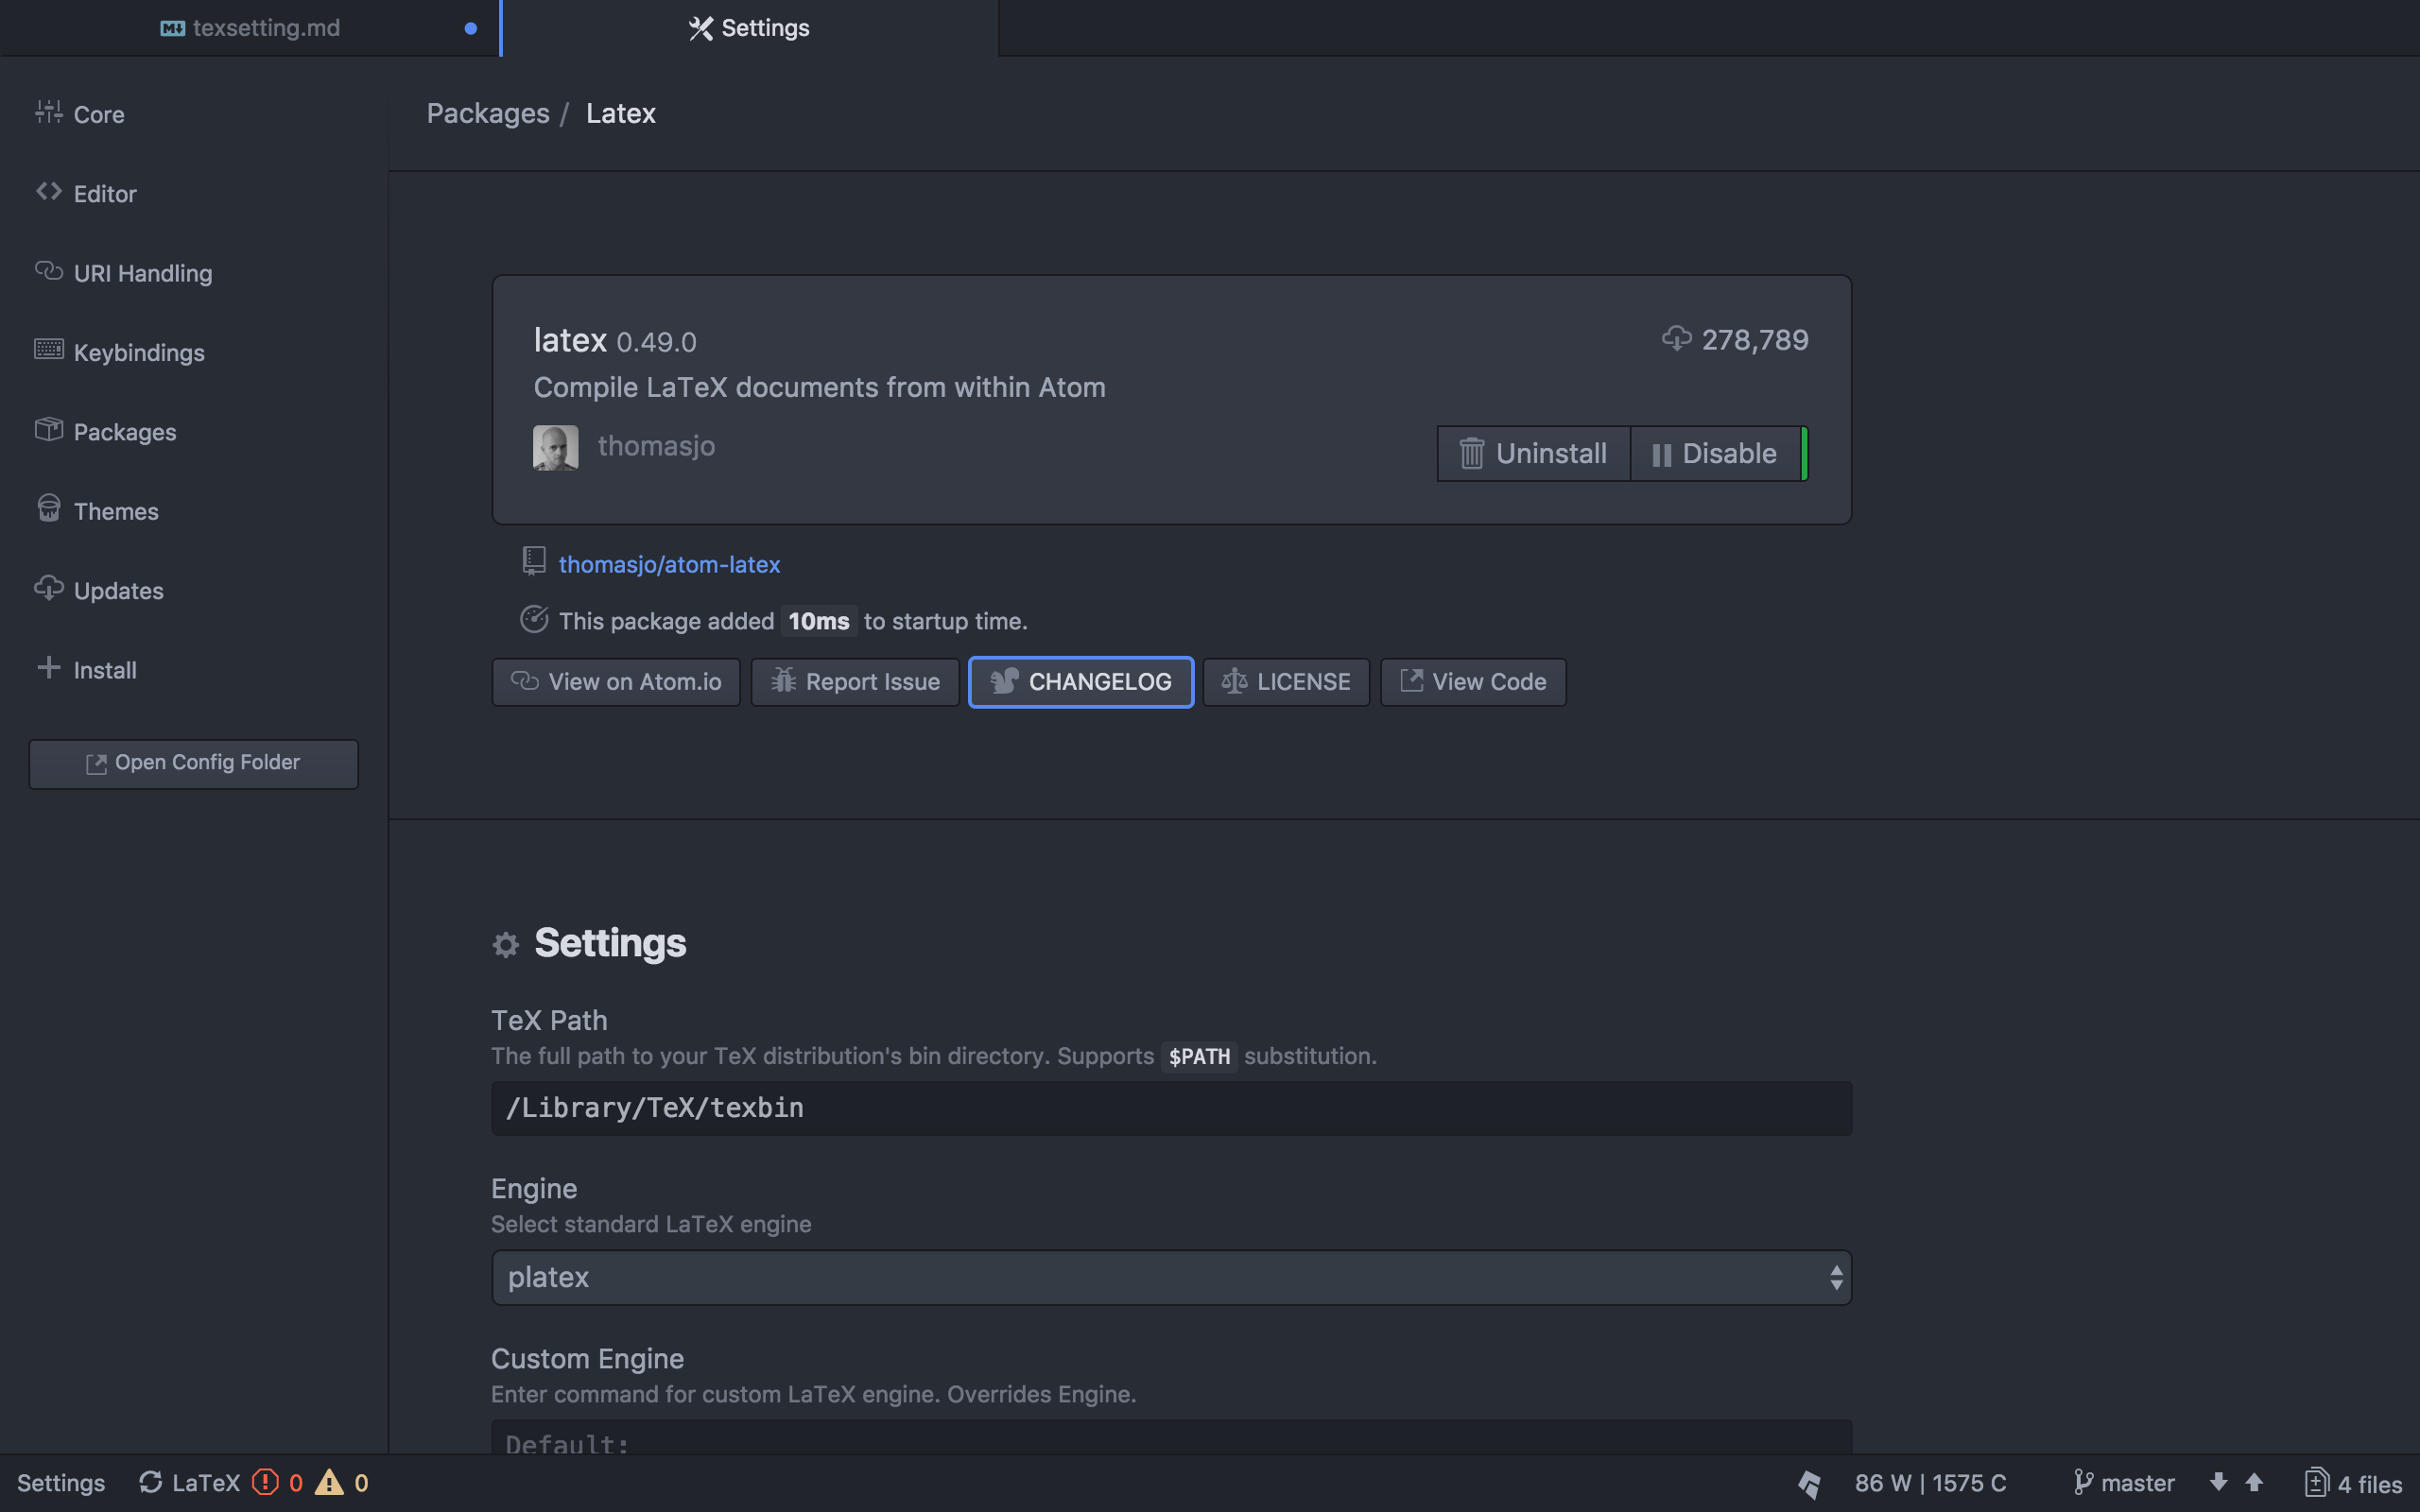 texsetting.md
Settings
Core
Editor
URI Handling
Keybindings
Packages
Themes
Updates
Install
Open Config Folder
Packages / Latex
latex 0.49.0
278,789
Compile LaTeX documents from within Atom
thomasjo
Uninstall
Disable
thomasjo/atom-latex
This package added 10ms to startup time.
View on Atom.io
Report Issue
CHANGELOG
LICENSE
View Code
Settings
TeX Path
The full path to your TeX distribution's bin directory. Supports $PATH substitution.
/Library/TeX/texbin
Engine
Select standard LaTeX engine
platex
Custom Engine
Enter command for custom LaTeX engine. Overrides Engine.
Default:
Settings LaTeX 0 0 86 W | 1575 C master 4 files